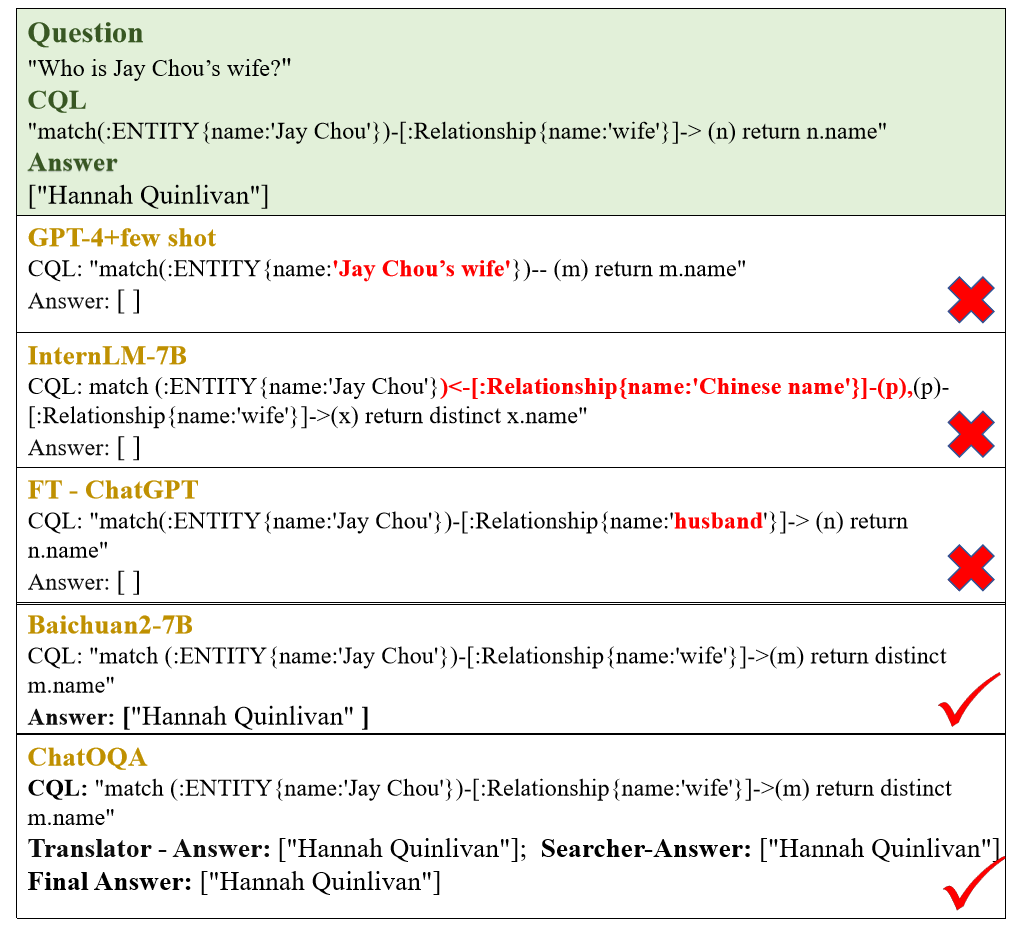 Question
"Who is Jay Chou’s wife?"
CQL
"match(:ENTITY{name:'Jay Chou'})-[:Relationship{name:'wife'}]-> (n) return n.name"
Answer
["Hannah Quinlivan"]
GPT-4+few shot
CQL: "match(:ENTITY{name:'Jay Chou’s wife'})-- (m) return m.name"
Answer: [ ]
InternLM-7B
CQL: match (:ENTITY{name:'Jay Chou'})<-[:Relationship{name:'Chinese name'}]-(p),(p)-
[:Relationship{name:'wife'}]->(x) return distinct x.name"
Answer: [ ]
FT - ChatGPT
CQL: "match(:ENTITY{name:'Jay Chou'})-[:Relationship{name:'husband'}]-> (n) return
n.name"
Answer: [ ]
Baichuan2-7B
CQL: "match (:ENTITY{name:'Jay Chou'})-[:Relationship{name:'wife'}]->(m) return distinct
m.name"
Answer: ["Hannah Quinlivan" ]
ChatOQA
CQL: "match (:ENTITY{name:'Jay Chou'})-[:Relationship{name:'wife'}]->(m) return distinct
m.name"
Translator - Answer: ["Hannah Quinlivan"]; Searcher-Answer: ["Hannah Quinlivan"]
Final Answer: ["Hannah Quinlivan"]